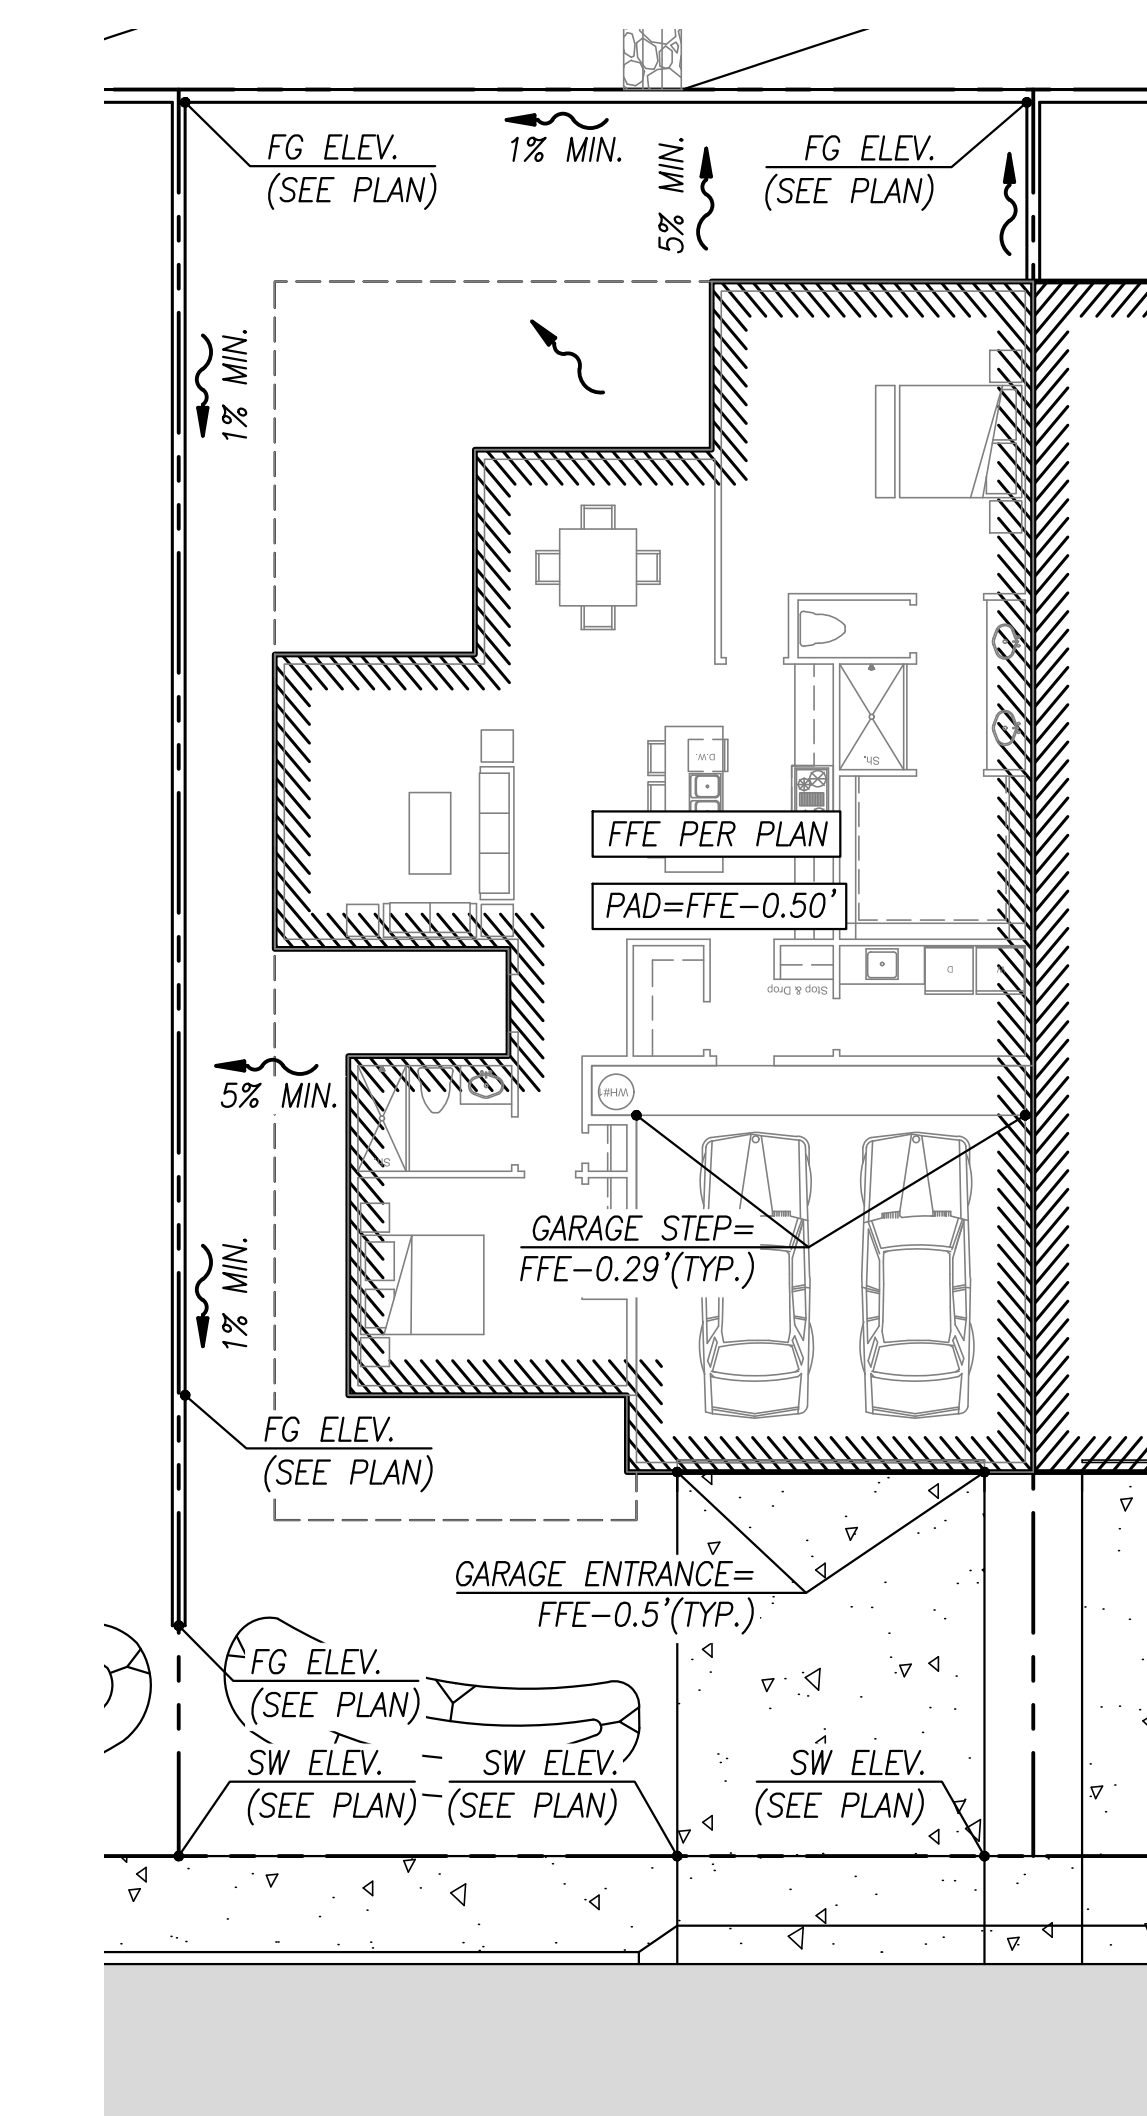 FG ELEV.
(SEE PLAN)
1% MIN.
5% MIN.
FG ELEV.
(SEE PLAN)
1% MIN.
D.W.
Sh.
FFE PER PLAN
PAD=FFE-0.50'
Stop & Drop
D
5% MIN.
WH#1
Sh.
GARAGE STEP=
FFE-0.29'(TYP.)
1% MIN.
FG ELEV.
(SEE PLAN)
GARAGE ENTRANCE=
FFE-0.5'(TYP.)
FG ELEV.
(SEE PLAN)
SW ELEV.
(SEE PLAN)
SW ELEV.
(SEE PLAN)
SW ELEV.
(SEE PLAN)